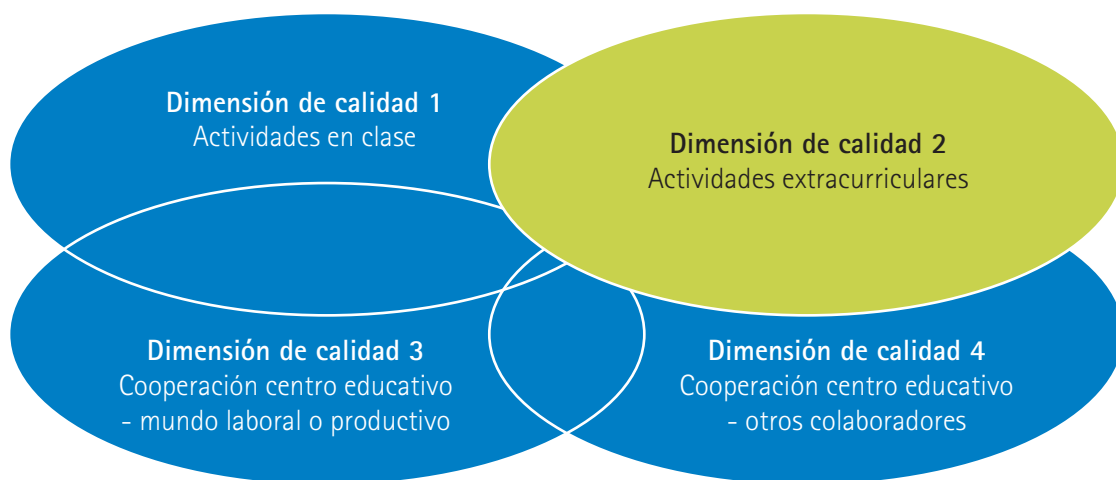 Dimensión de calidad 1
Actividades en clase
Dimensión de calidad 2
Actividades extracurriculares
Dimensión de calidad 3
Cooperación centro educativo
- mundo laboral o productivo
Dimensión de calidad 4
Cooperación centro educativo
- otros colaboradores